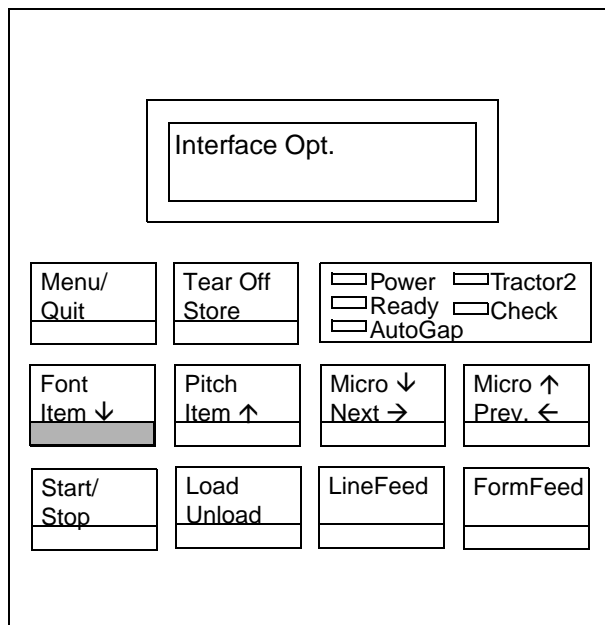 Interface Opt.
Menu/
Quit
Tear Off
Store
Power
Tractor2
Ready
Check
AutoGap
Font
Item ↓
Pitch
Item ↑
Micro ↓
Next →
Micro ↑
Prev. ←
Start/
Stop
Load
Unload
LineFeed
FormFeed